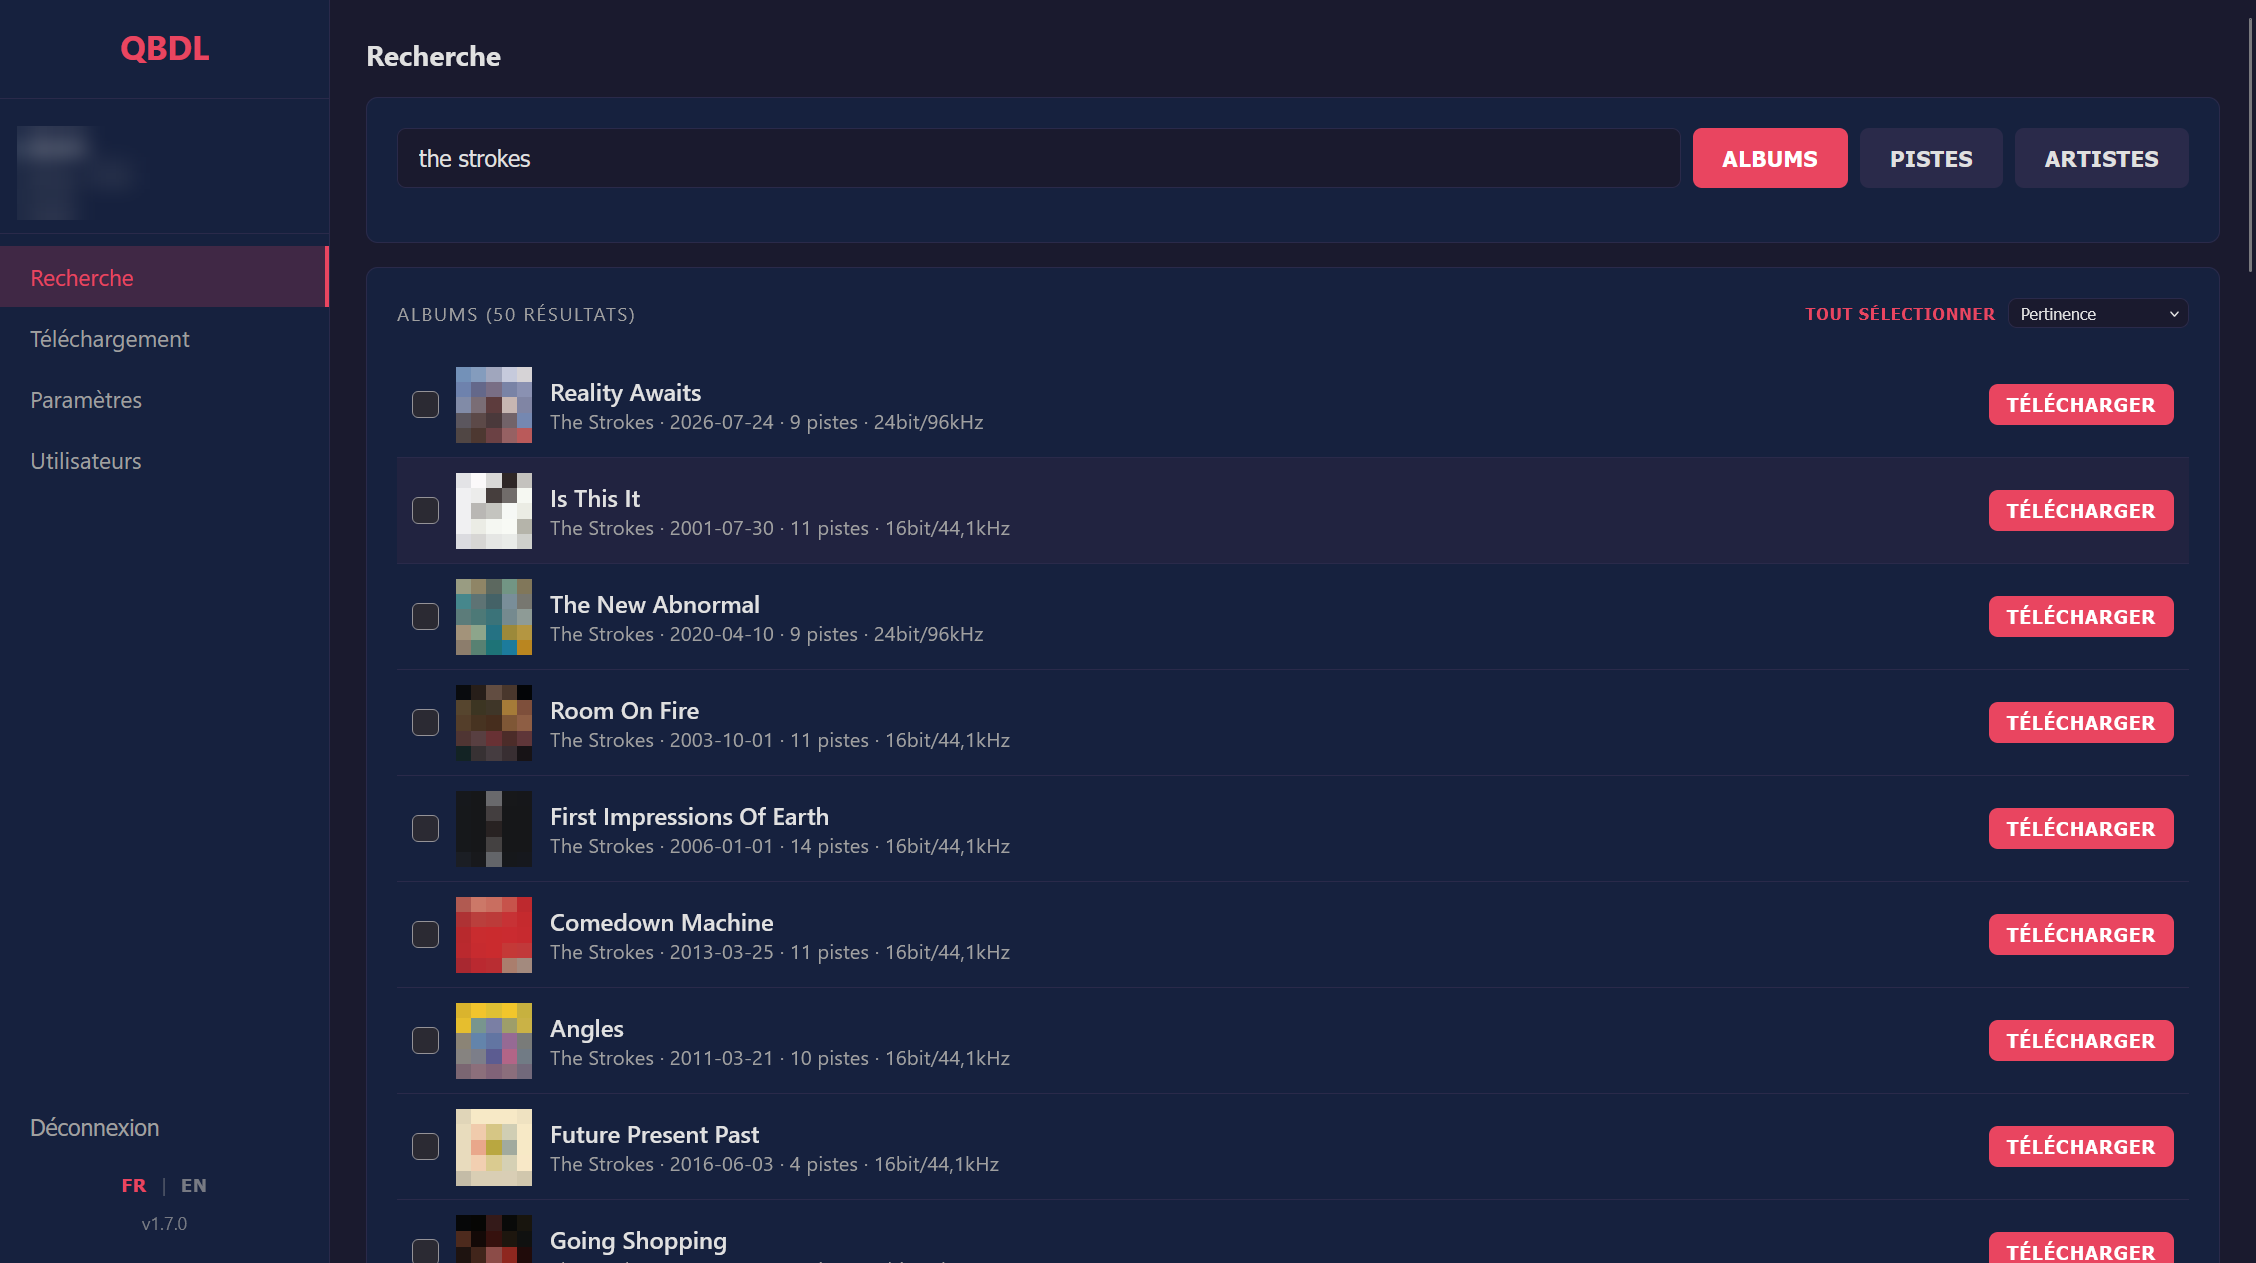 QBDL
Recherche
Téléchargement
Paramètres
Utilisateurs
Déconnexion
FR | EN
v1.7.0
Recherche
the strokes
ALBUMS
PISTES
ARTISTES
ALBUMS (50 RÉSULTATS)
TOUT SÉLECTIONNER
Pertinence
Reality Awaits
The Strokes · 2026-07-24 · 9 pistes · 24bit/96kHz
TÉLÉCHARGER
Is This It
The Strokes · 2001-07-30 · 11 pistes · 16bit/44,1kHz
TÉLÉCHARGER
The New Abnormal
The Strokes · 2020-04-10 · 9 pistes · 24bit/96kHz
TÉLÉCHARGER
Room On Fire
The Strokes · 2003-10-01 · 11 pistes · 16bit/44,1kHz
TÉLÉCHARGER
First Impressions Of Earth
The Strokes · 2006-01-01 · 14 pistes · 16bit/44,1kHz
TÉLÉCHARGER
Comedown Machine
The Strokes · 2013-03-25 · 11 pistes · 16bit/44,1kHz
TÉLÉCHARGER
Angles
The Strokes · 2011-03-21 · 10 pistes · 16bit/44,1kHz
TÉLÉCHARGER
Future Present Past
The Strokes · 2016-06-03 · 4 pistes · 16bit/44,1kHz
TÉLÉCHARGER
Going Shopping
TÉLÉCHARGER